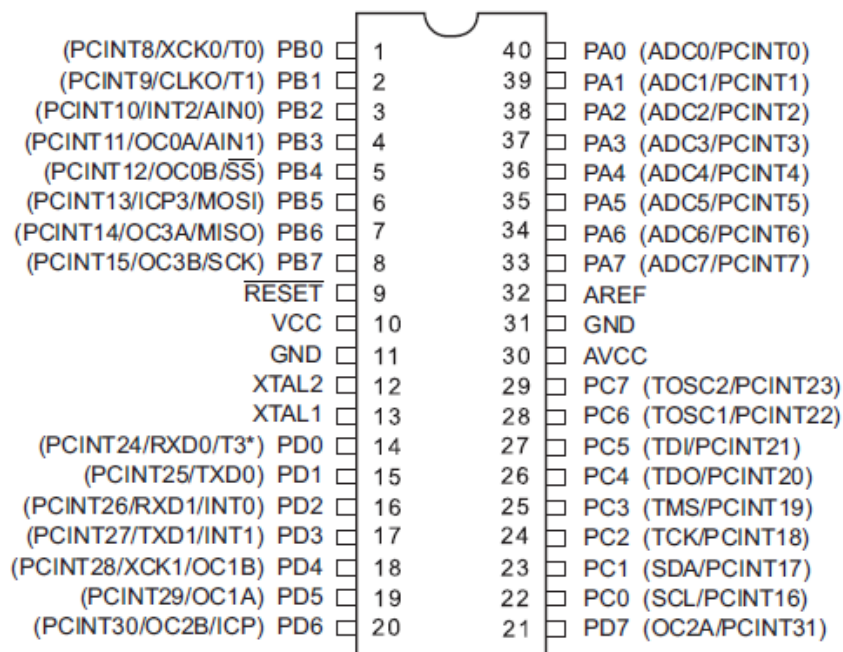 (PCINT8/XCK0/T0) PB0 1 40 PA0 (ADC0/PCINT0)
(PCINT9/CLKO/T1) PB1 2 39 PA1 (ADC1/PCINT1)
(PCINT10/INT2/AIN0) PB2 3 38 PA2 (ADC2/PCINT2)
(PCINT11/OC0A/AIN1) PB3 4 37 PA3 (ADC3/PCINT3)
(PCINT12/OC0B/S̅S̅) PB4 5 36 PA4 (ADC4/PCINT4)
(PCINT13/ICP3/MOSI) PB5 6 35 PA5 (ADC5/PCINT5)
(PCINT14/OC3A/MISO) PB6 7 34 PA6 (ADC6/PCINT6)
(PCINT15/OC3B/SCK) PB7 8 33 PA7 (ADC7/PCINT7)
R̅E̅S̅E̅T̅ 9 32 AREF
VCC 10 31 GND
GND 11 30 AVCC
XTAL2 12 29 PC7 (TOSC2/PCINT23)
XTAL1 13 28 PC6 (TOSC1/PCINT22)
(PCINT24/RXD0/T3*) PD0 14 27 PC5 (TDI/PCINT21)
(PCINT25/TXD0) PD1 15 26 PC4 (TDO/PCINT20)
(PCINT26/RXD1/INT0) PD2 16 25 PC3 (TMS/PCINT19)
(PCINT27/TXD1/INT1) PD3 17 24 PC2 (TCK/PCINT18)
(PCINT28/XCK1/OC1B) PD4 18 23 PC1 (SDA/PCINT17)
(PCINT29/OC1A) PD5 19 22 PC0 (SCL/PCINT16)
(PCINT30/OC2B/ICP) PD6 20 21 PD7 (OC2A/PCINT31)